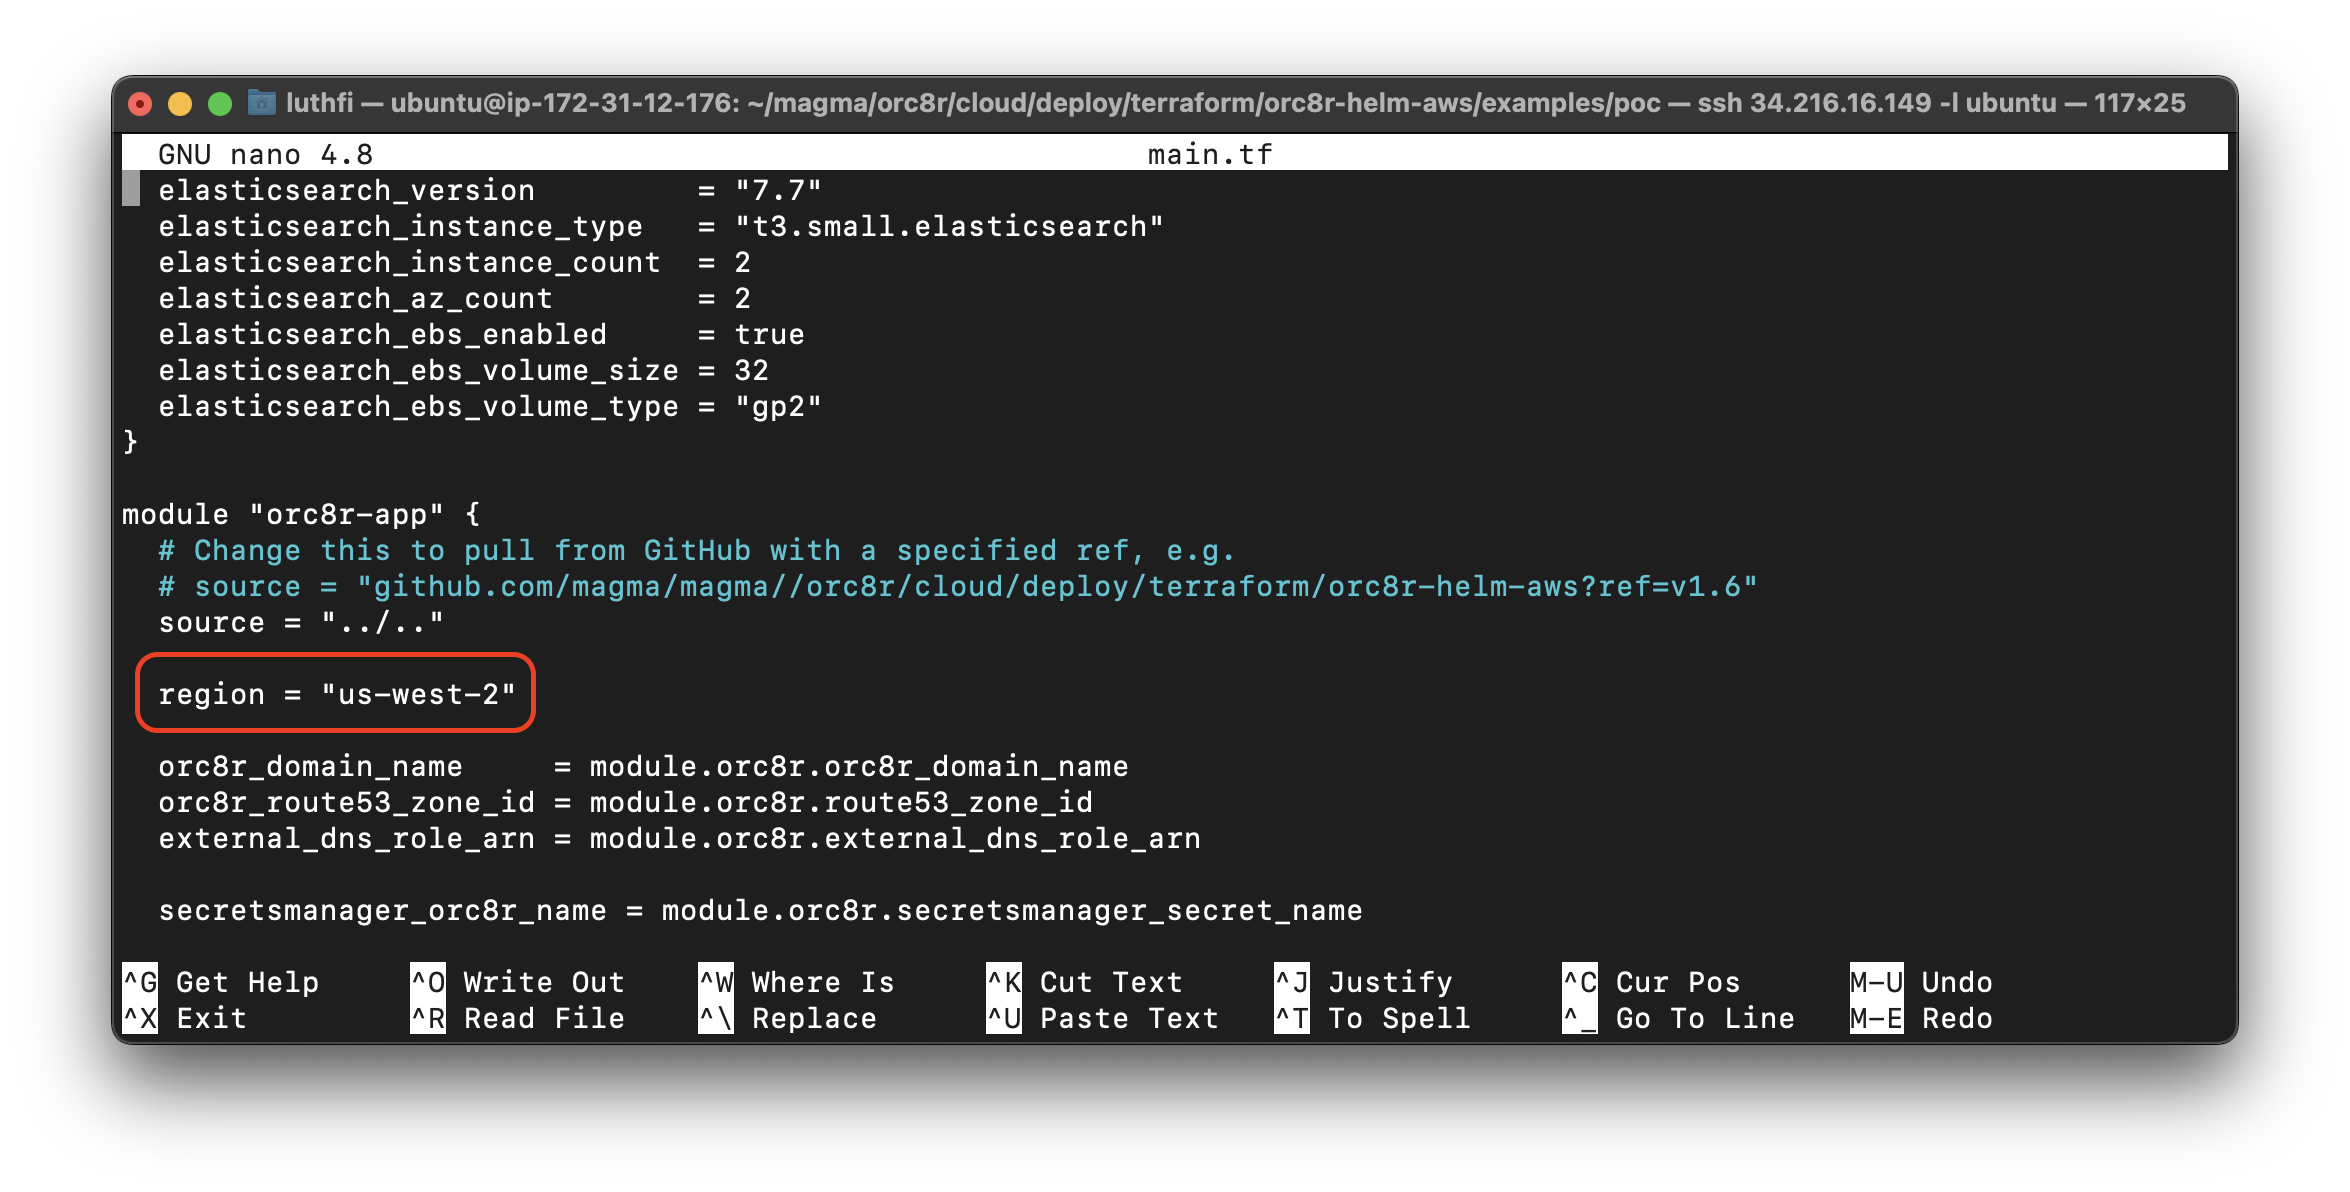 luthfi — ubuntu@ip-172-31-12-176: ~/magma/orc8r/cloud/deploy/terraform/orc8r-helm-aws/examples/poc — ssh 34.216.16.149 -l ubuntu — 117×25
GNU nano 4.8 main.tf
elasticsearch_version = "7.7"
elasticsearch_instance_type = "t3.small.elasticsearch"
elasticsearch_instance_count = 2
elasticsearch_az_count = 2
elasticsearch_ebs_enabled = true
elasticsearch_ebs_volume_size = 32
elasticsearch_ebs_volume_type = "gp2"
}
module "orc8r-app" {
# Change this to pull from GitHub with a specified ref, e.g.
# source = "github.com/magma/magma//orc8r/cloud/deploy/terraform/orc8r-helm-aws?ref=v1.6"
source = "../.."
region = "us-west-2"
orc8r_domain_name = module.orc8r.orc8r_domain_name
orc8r_route53_zone_id = module.orc8r.route53_zone_id
external_dns_role_arn = module.orc8r.external_dns_role_arn
secretsmanager_orc8r_name = module.orc8r.secretsmanager_secret_name
^G Get Help ^O Write Out ^W Where Is ^K Cut Text ^J Justify ^C Cur Pos M-U Undo
^X Exit ^R Read File ^\ Replace ^U Paste Text ^T To Spell ^_ Go To Line M-E Redo